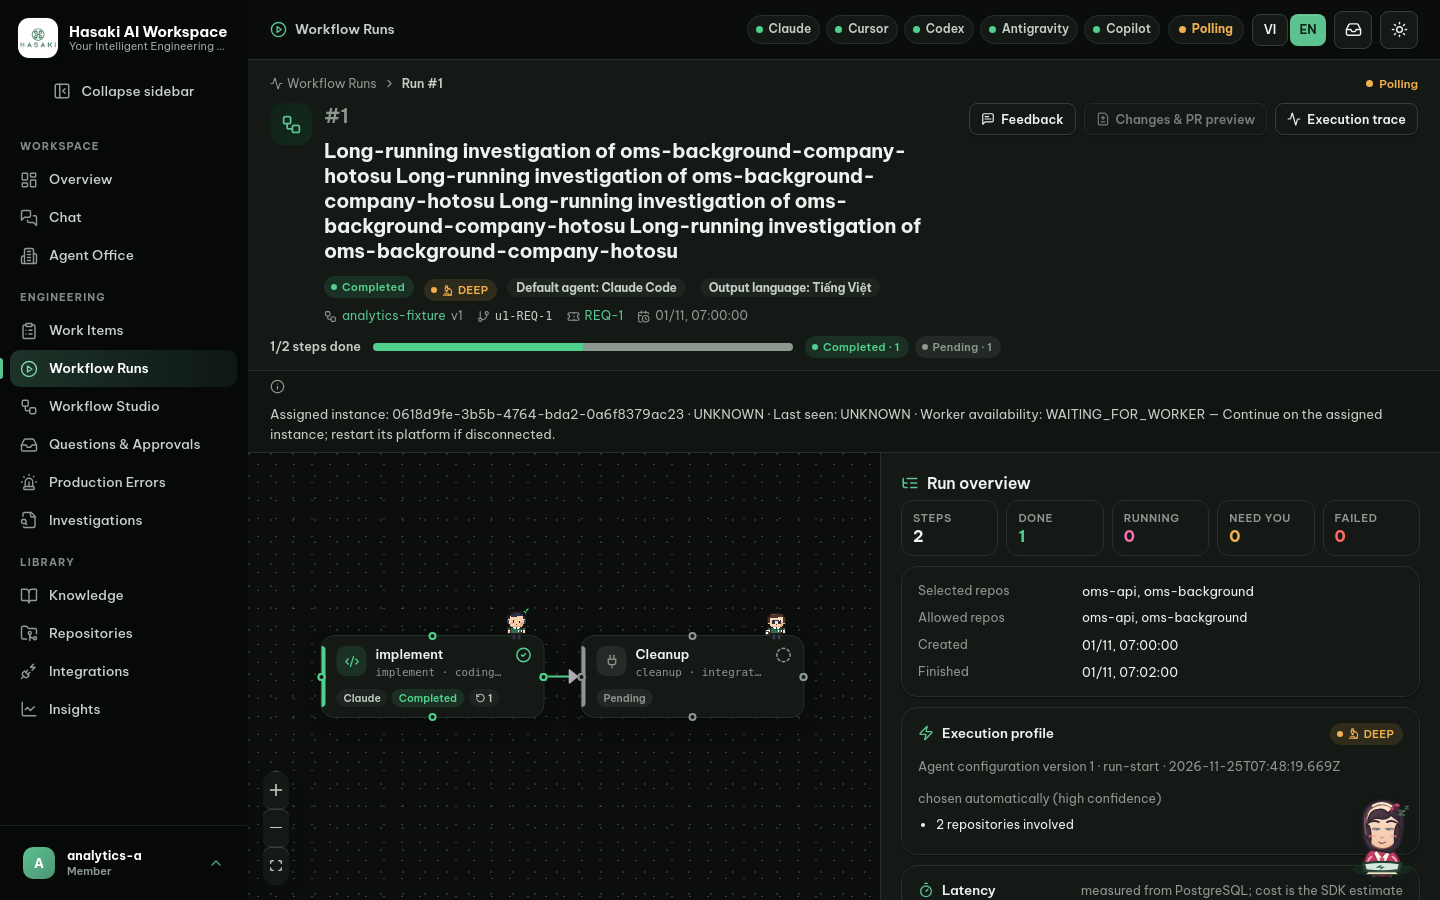 HASAKI
Hasaki AI Workspace
Your Intelligent Engineering ...
Collapse sidebar
WORKSPACE
Overview
Chat
Agent Office
ENGINEERING
Work Items
Workflow Runs
Workflow Studio
Questions & Approvals
Production Errors
Investigations
LIBRARY
Knowledge
Repositories
Integrations
Insights
A
analytics-a
Member
Workflow Runs
Claude
Cursor
Codex
Antigravity
Copilot
Polling
VI
EN
Workflow Runs > Run #1
Polling
#1
Feedback
Changes & PR preview
Execution trace
Long-running investigation of oms-background-company-
hotosu Long-running investigation of oms-background-
company-hotosu Long-running investigation of oms-
background-company-hotosu Long-running investigation of
oms-background-company-hotosu
Completed
DEEP
Default agent: Claude Code
Output language: Tiếng Việt
analytics-fixture v1
u1-REQ-1
REQ-1
01/11, 07:00:00
1/2 steps done
Completed · 1
Pending · 1
Assigned instance: 0618d9fe-3b5b-4764-bda2-0a6f8379ac23 · UNKNOWN · Last seen: UNKNOWN · Worker availability: WAITING_FOR_WORKER — Continue on the assigned
instance; restart its platform if disconnected.
implement
implement · coding…
Claude
Completed
1
Cleanup
cleanup · integrat…
Pending
Run overview
STEPS
2
DONE
1
RUNNING
0
NEED YOU
0
FAILED
0
Selected repos oms-api, oms-background
Allowed repos oms-api, oms-background
Created 01/11, 07:00:00
Finished 01/11, 07:02:00
Execution profile
DEEP
Agent configuration version 1 · run-start · 2026-11-25T07:48:19.669Z
chosen automatically (high confidence)
• 2 repositories involved
Latency
measured from PostgreSQL; cost is the SDK estimate